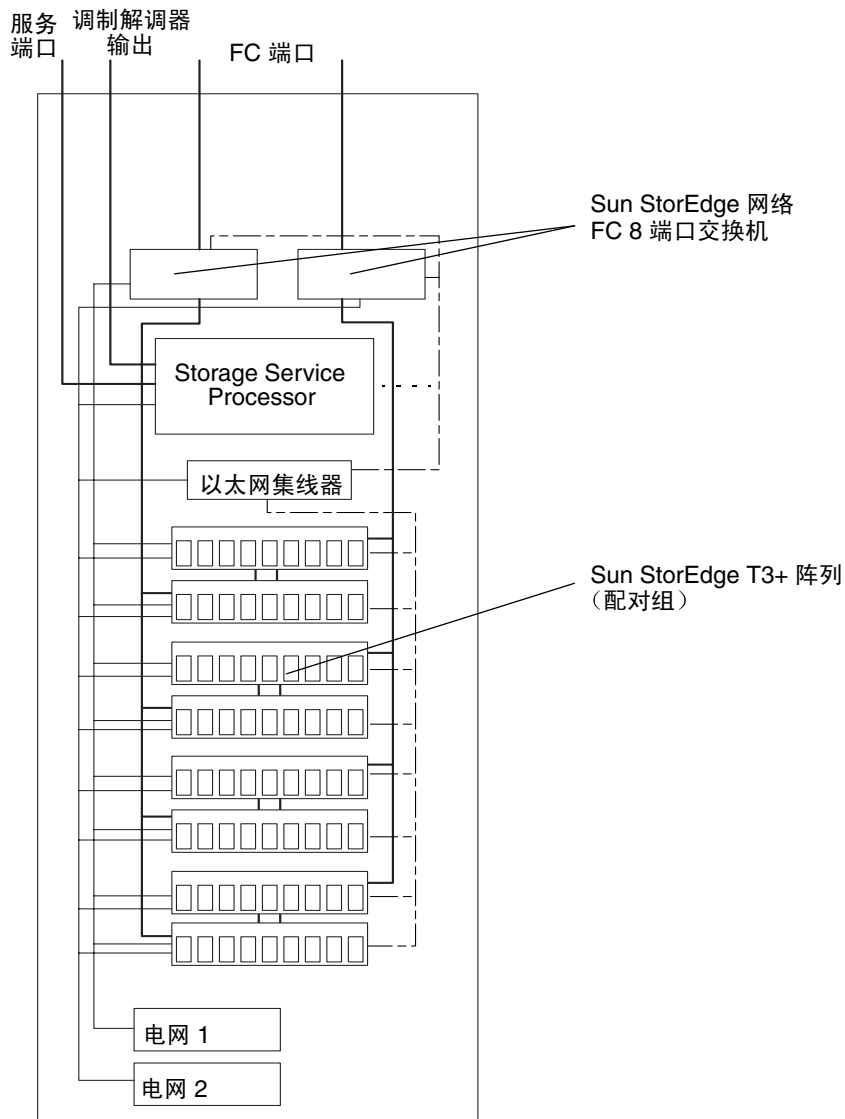 服务
端口
调制解调器
输出
FC 端口
Sun StorEdge 网络
FC 8 端口交换机
Storage Service
Processor
以太网集线器
Sun StorEdge T3+ 阵列
（配对组）
电网 1
电网 2